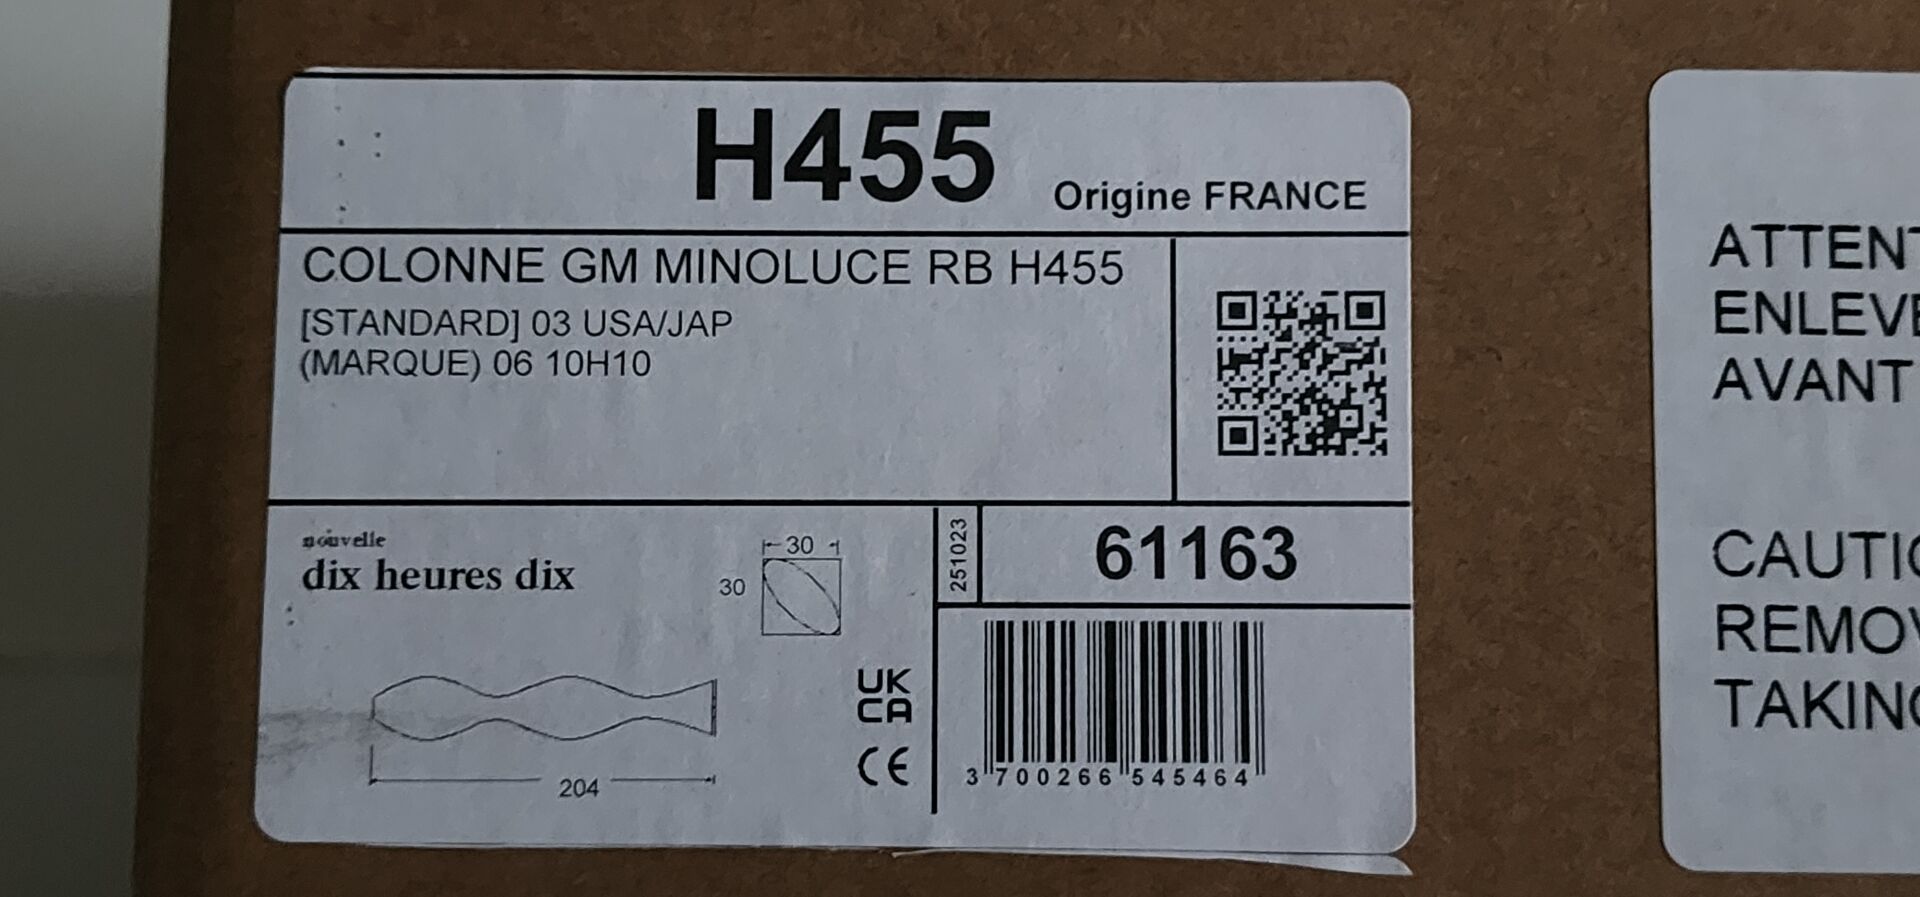 H455
Origine FRANCE
COLONNE GM MINOLUCE RB H455
[STANDARD] 03 USA/JAP
(MARQUE) 06 10H10
nouvelle
dix heures dix
30
30
204
UK
CA
CE
251023
61163
3 700266 545464
ATTENT
ENLEVE
AVANT
CAUTIO
REMOV
TAKING